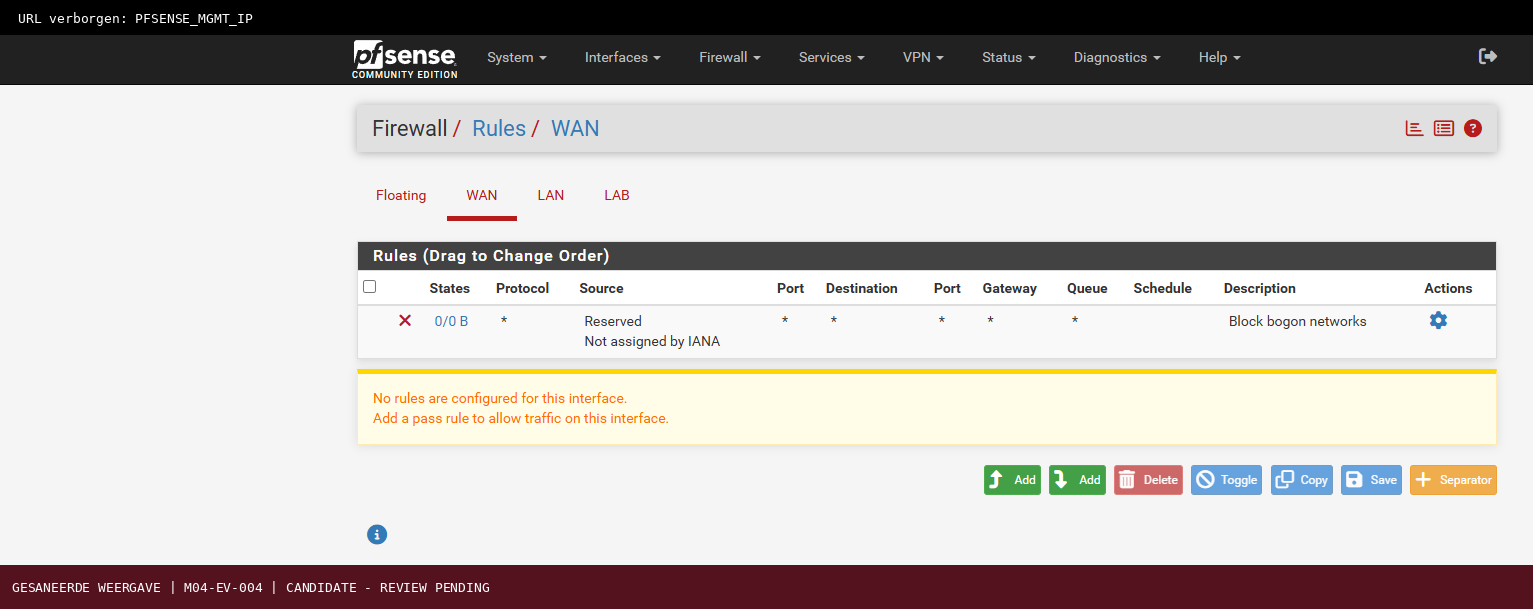 URL verborgen: PFSENSE_MGMT_IP
pfsense
COMMUNITY EDITION
System Interfaces Firewall Services VPN Status Diagnostics Help
Firewall / Rules / WAN
Floating WAN LAN LAB
Rules (Drag to Change Order)
States Protocol Source Port Destination Port Gateway Queue Schedule Description Actions
0/0 B * Reserved * * * * * Block bogon networks
Not assigned by IANA
No rules are configured for this interface.
Add a pass rule to allow traffic on this interface.
Add Add Delete Toggle Copy Save Separator
GESANEERDE WEERGAVE | M04-EV-004 | CANDIDATE - REVIEW PENDING